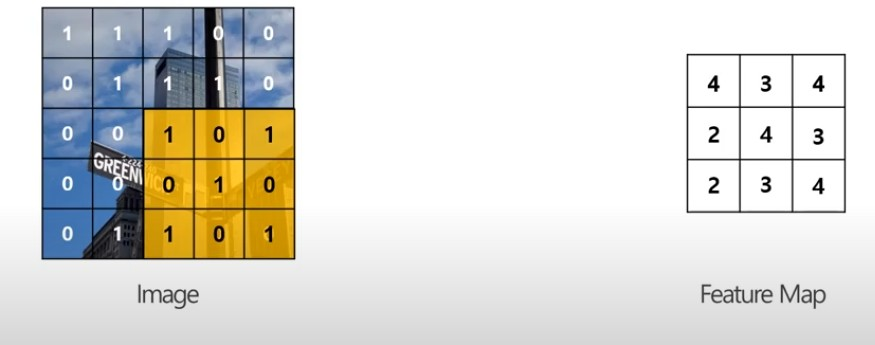 1 1 1 0 0
0 1 1 1 0
0 0 1 0 1
GREENW
0 0 0 1 0
0 1 1 0 1
Image
4 3 4
2 4 3
2 3 4
Feature Map